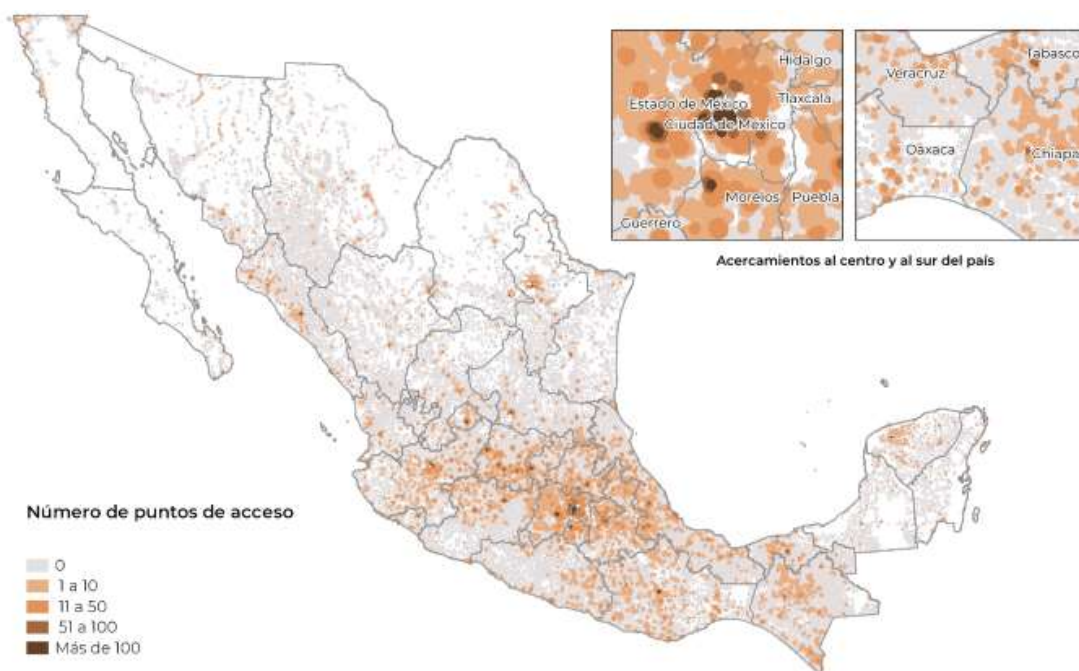 Hidalgo
Tlaxcala
Estado de México
Ciudad de México
Morelos
Puebla
Guerrero
Tabasco
Veracruz
Oaxaca
Chiapa
Acercamientos al centro y al sur del país
Número de puntos de acceso
0
1 a 10
11 a 50
51 a 100
Más de 100